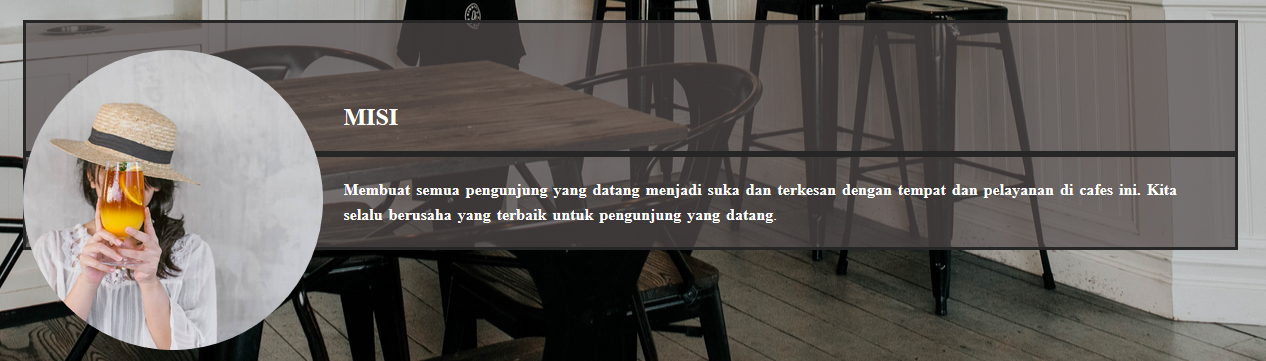 MISI
Membuat semua pengunjung yang datang menjadi suka dan terkesan dengan tempat dan pelayanan di cafes ini. Kita
selalu berusaha yang terbaik untuk pengunjung yang datang.